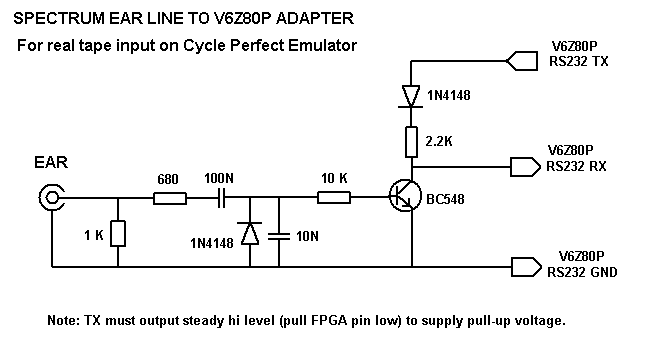 SPECTRUM EAR LINE TO V6Z80P ADAPTER
For real tape input on Cycle Perfect Emulator
V6Z80P
RS232 TX
1N4148
2.2K
V6Z80P
RS232 RX
EAR
680
100N
10 K
BC548
1 K
1N4148
10N
V6Z80P
RS232 GND
Note: TX must output steady hi level (pull FPGA pin low) to supply pull-up voltage.